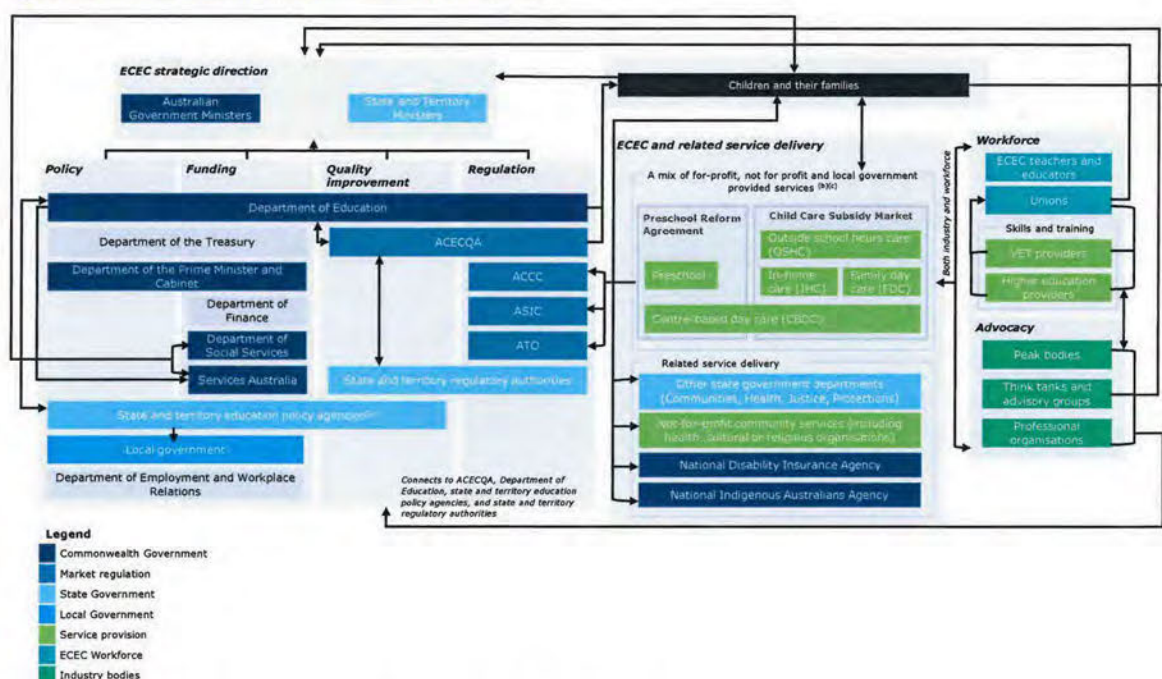 ECEC strategic direction
Australian
Government Ministers
State and Territory
Ministers
Children and their families
Policy
Funding
Quality
improvement
Regulation
Department of Education
Department of the Treasury
ACECQA
Department of the Prime Minister and
Cabinet
ACCC
Department of
Finance
ASIC
Department of
Social Services
ATO
Services Australia
State and territory regulatory authorities
State and territory education policy agencies
Local government
Department of Employment and Workplace
Relations
Connects to ACECQA, Department of
Education, state and territory education
policy agencies, and state and territory
regulatory authorities
ECEC and related service delivery
A mix of for-profit, not for profit and local government
provided services (b)(c)
Preschool Reform
Agreement
Child Care Subsidy Market
Outside school hours care
(OSHC)
Preschool
In-home
care (IHC)
Family day
care (FDC)
Centre-based day care (CBDC)
Related service delivery
Other state government departments
(Communities, Health, Justice, Protections)
Not-for-profit community services (including
health, cultural or religious organisations)
National Disability Insurance Agency
National Indigenous Australians Agency
Both industry and workforce
Workforce
ECEC teachers and
educators
Unions
Skills and training
VET providers
Higher education
providers
Advocacy
Peak bodies
Think tanks and
advisory groups
Professional
organisations
Legend
Commonwealth Government
Market regulation
State Government
Local Government
Service provision
ECEC Workforce
Industry bodies